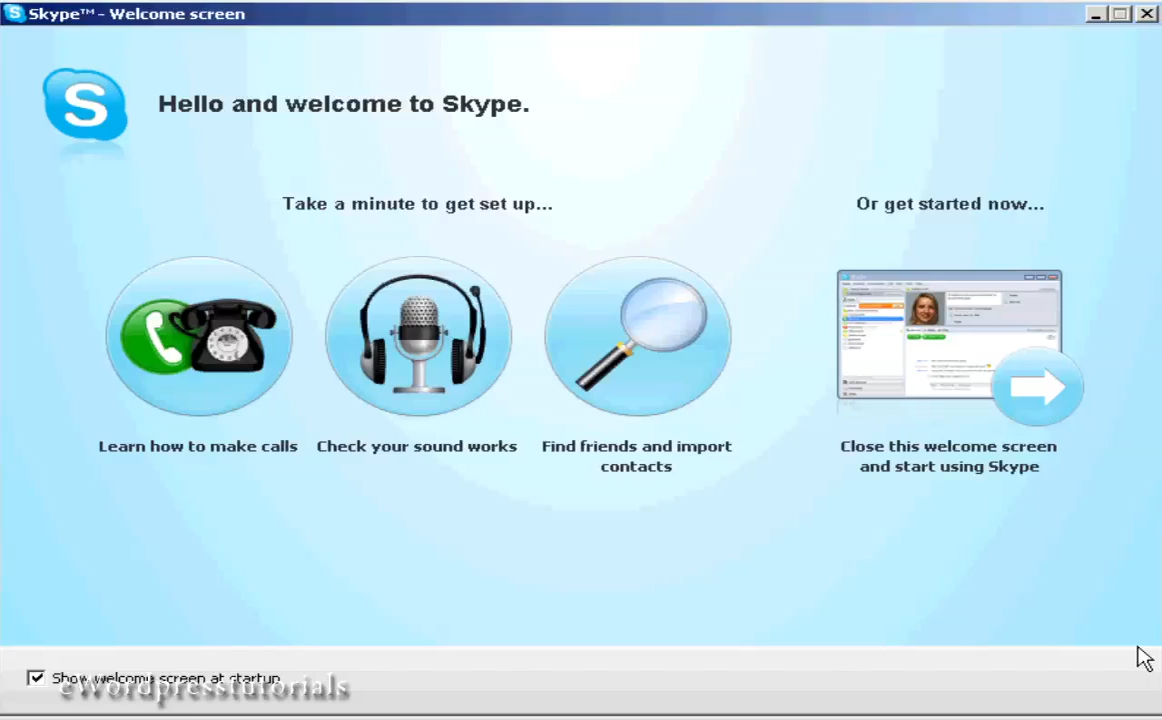 Skype™ - Welcome screen
Hello and welcome to Skype.
Take a minute to get set up...
Or get started now...
Learn how to make calls
Check your sound works
Find friends and import
contacts
Close this welcome screen
and start using Skype
Show welcome screen at startup
ewordpresstutorials